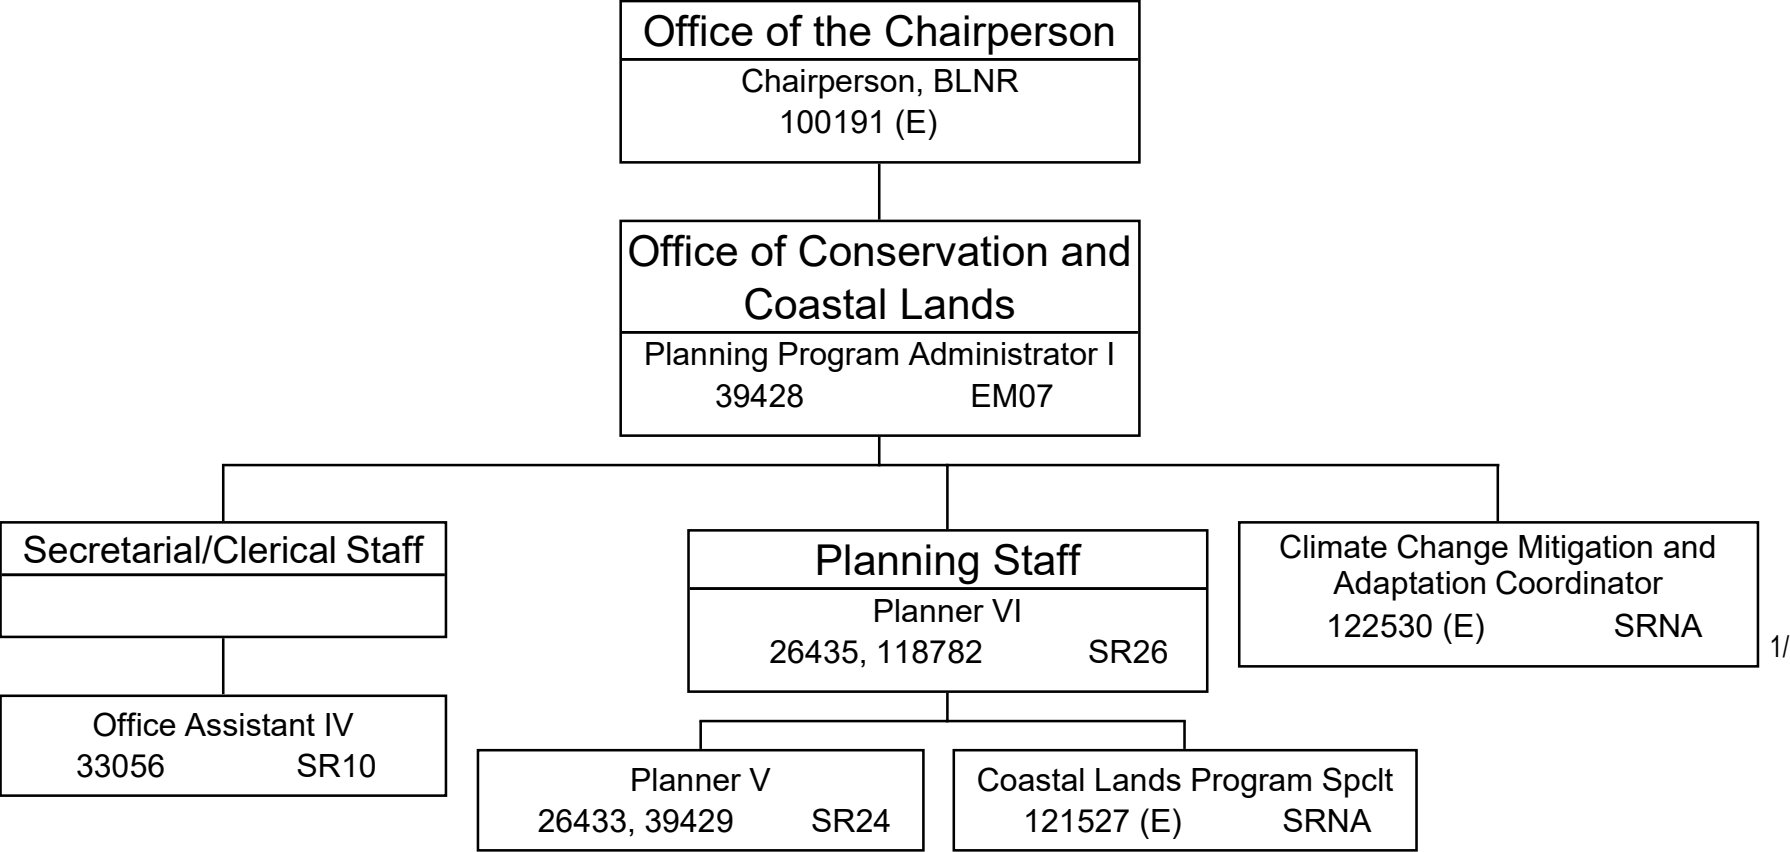 Office of the Chairperson
Chairperson, BLNR
100191 (E)
Office of Conservation and
Coastal Lands
Planning Program Administrator I
39428 EM07
Secretarial/Clerical Staff
Office Assistant IV
33056 SR10
Planning Staff
Planner VI
26435, 118782 SR26
Planner V
26433, 39429 SR24
Coastal Lands Program Spclt
121527 (E) SRNA
Climate Change Mitigation and
Adaptation Coordinator
122530 (E) SRNA
1/